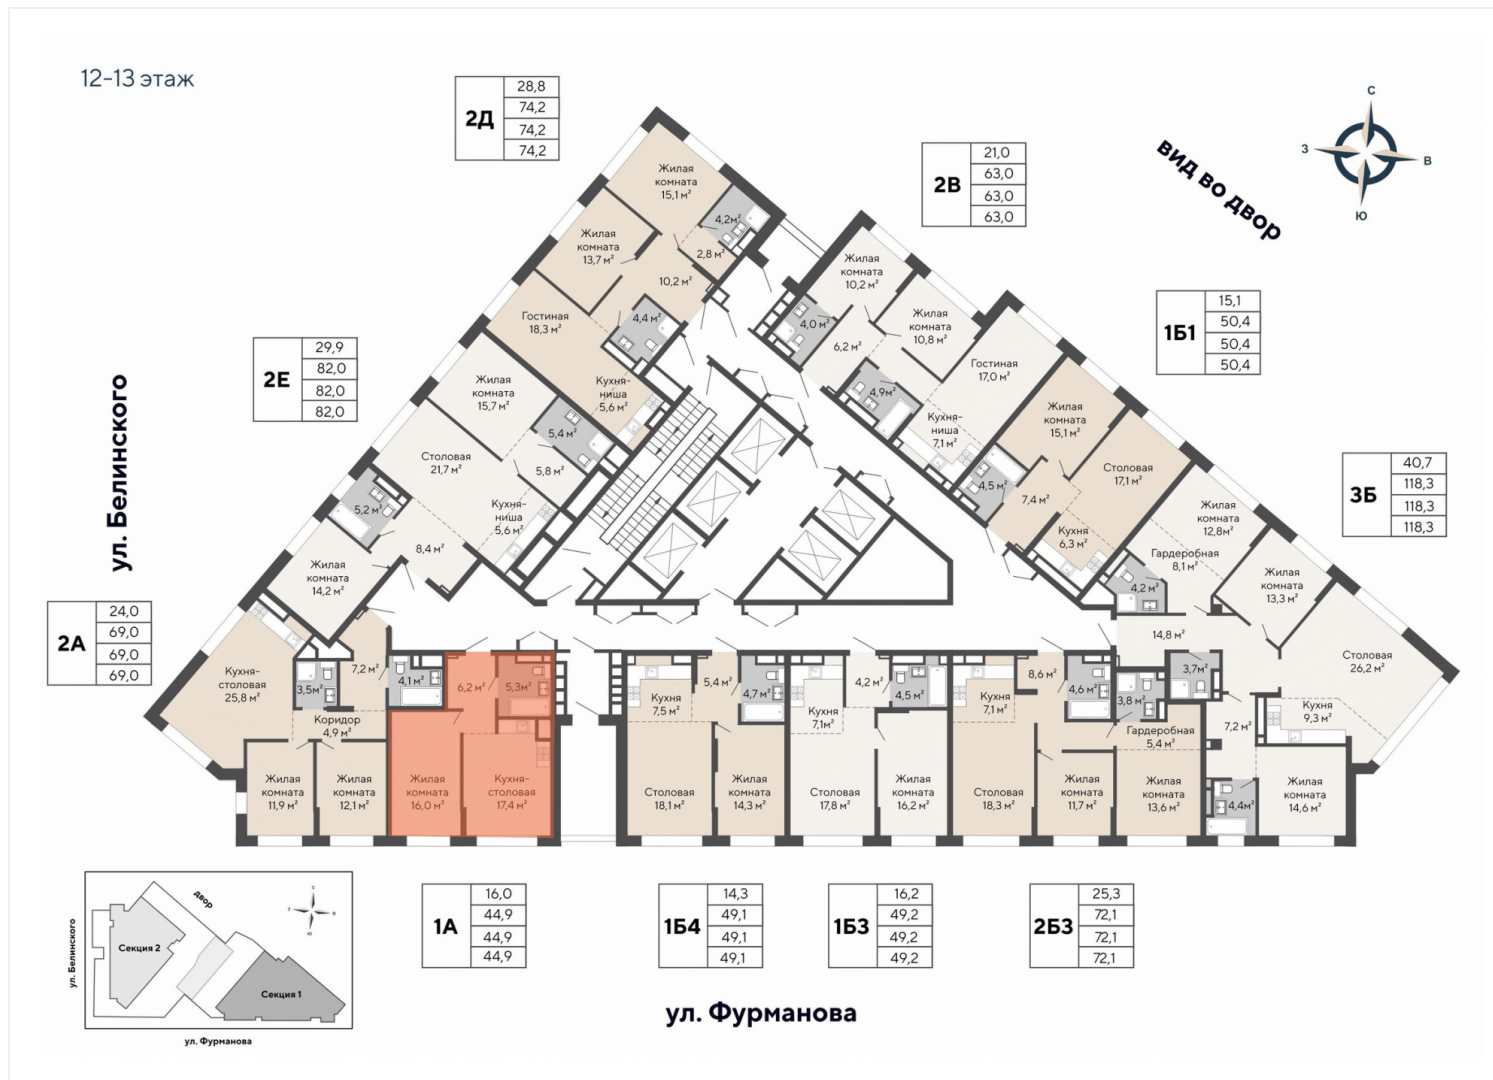 12-13 этаж
2Д
28,8
74,2
74,2
74,2
2В
21,0
63,0
63,0
63,0
С
З
В
Ю
вид во двор
1Б1
15,1
50,4
50,4
50,4
2Е
29,9
82,0
82,0
82,0
ул. Белинского
3Б
40,7
118,3
118,3
118,3
2А
24,0
69,0
69,0
69,0
Жилая
комната
15,1 м²
4,2м²
2,8 м²
Жилая
комната
13,7 м²
10,2 м²
Гостиная
18,3 м²
4,4 м²
Кухня-
ниша
5,6 м²
Жилая
комната
10,2 м²
4,0 м²
6,2 м²
Жилая
комната
10,8 м²
Гостиная
17,0 м²
4,9м²
Кухня-
ниша
7,1 м²
Жилая
комната
15,1 м²
Столовая
17,1 м²
4,5 м²
7,4 м²
Кухня
6,3 м²
Жилая
комната
15,7 м²
5,4 м²
5,8 м²
Столовая
21,7 м²
Кухня-
ниша
5,6 м²
5,2 м²
8,4 м²
Жилая
комната
14,2 м²
Жилая
комната
12,8м²
Гардеробная
8,1 м²
4,2 м²
Жилая
комната
13,3 м²
14,8 м²
Столовая
26,2 м²
3,7м²
3,8 м²
7,2 м²
Кухня
9,3 м²
Гардеробная
5,4 м²
Жилая
комната
13,6 м²
4,4м²
Жилая
комната
14,6 м²
Кухня-
столовая
25,8 м²
3,5м²
7,2 м²
4,1 м²
Коридор
4,9 м²
Жилая
комната
11,9 м²
Жилая
комната
12,1 м²
6,2 м²
5,3м²
Жилая
комната
16,0 м²
Кухня-
столовая
17,4 м²
Кухня
7,5 м²
5,4 м²
4,7 м²
Столовая
18,1 м²
Жилая
комната
14,3 м²
4,2 м²
4,5 м²
Кухня
7,1м²
Столовая
17,8 м²
Жилая
комната
16,2 м²
8,6 м²
4,6 м²
Кухня
7,1 м²
Столовая
18,3 м²
Жилая
комната
11,7 м²
1А
16,0
44,9
44,9
44,9
1Б4
14,3
49,1
49,1
49,1
1Б3
16,2
49,2
49,2
49,2
2Б3
25,3
72,1
72,1
72,1
ул. Фурманова
двор
С
З
В
Ю
Секция 2
Секция 1
ул. Белинского
ул. Фурманова